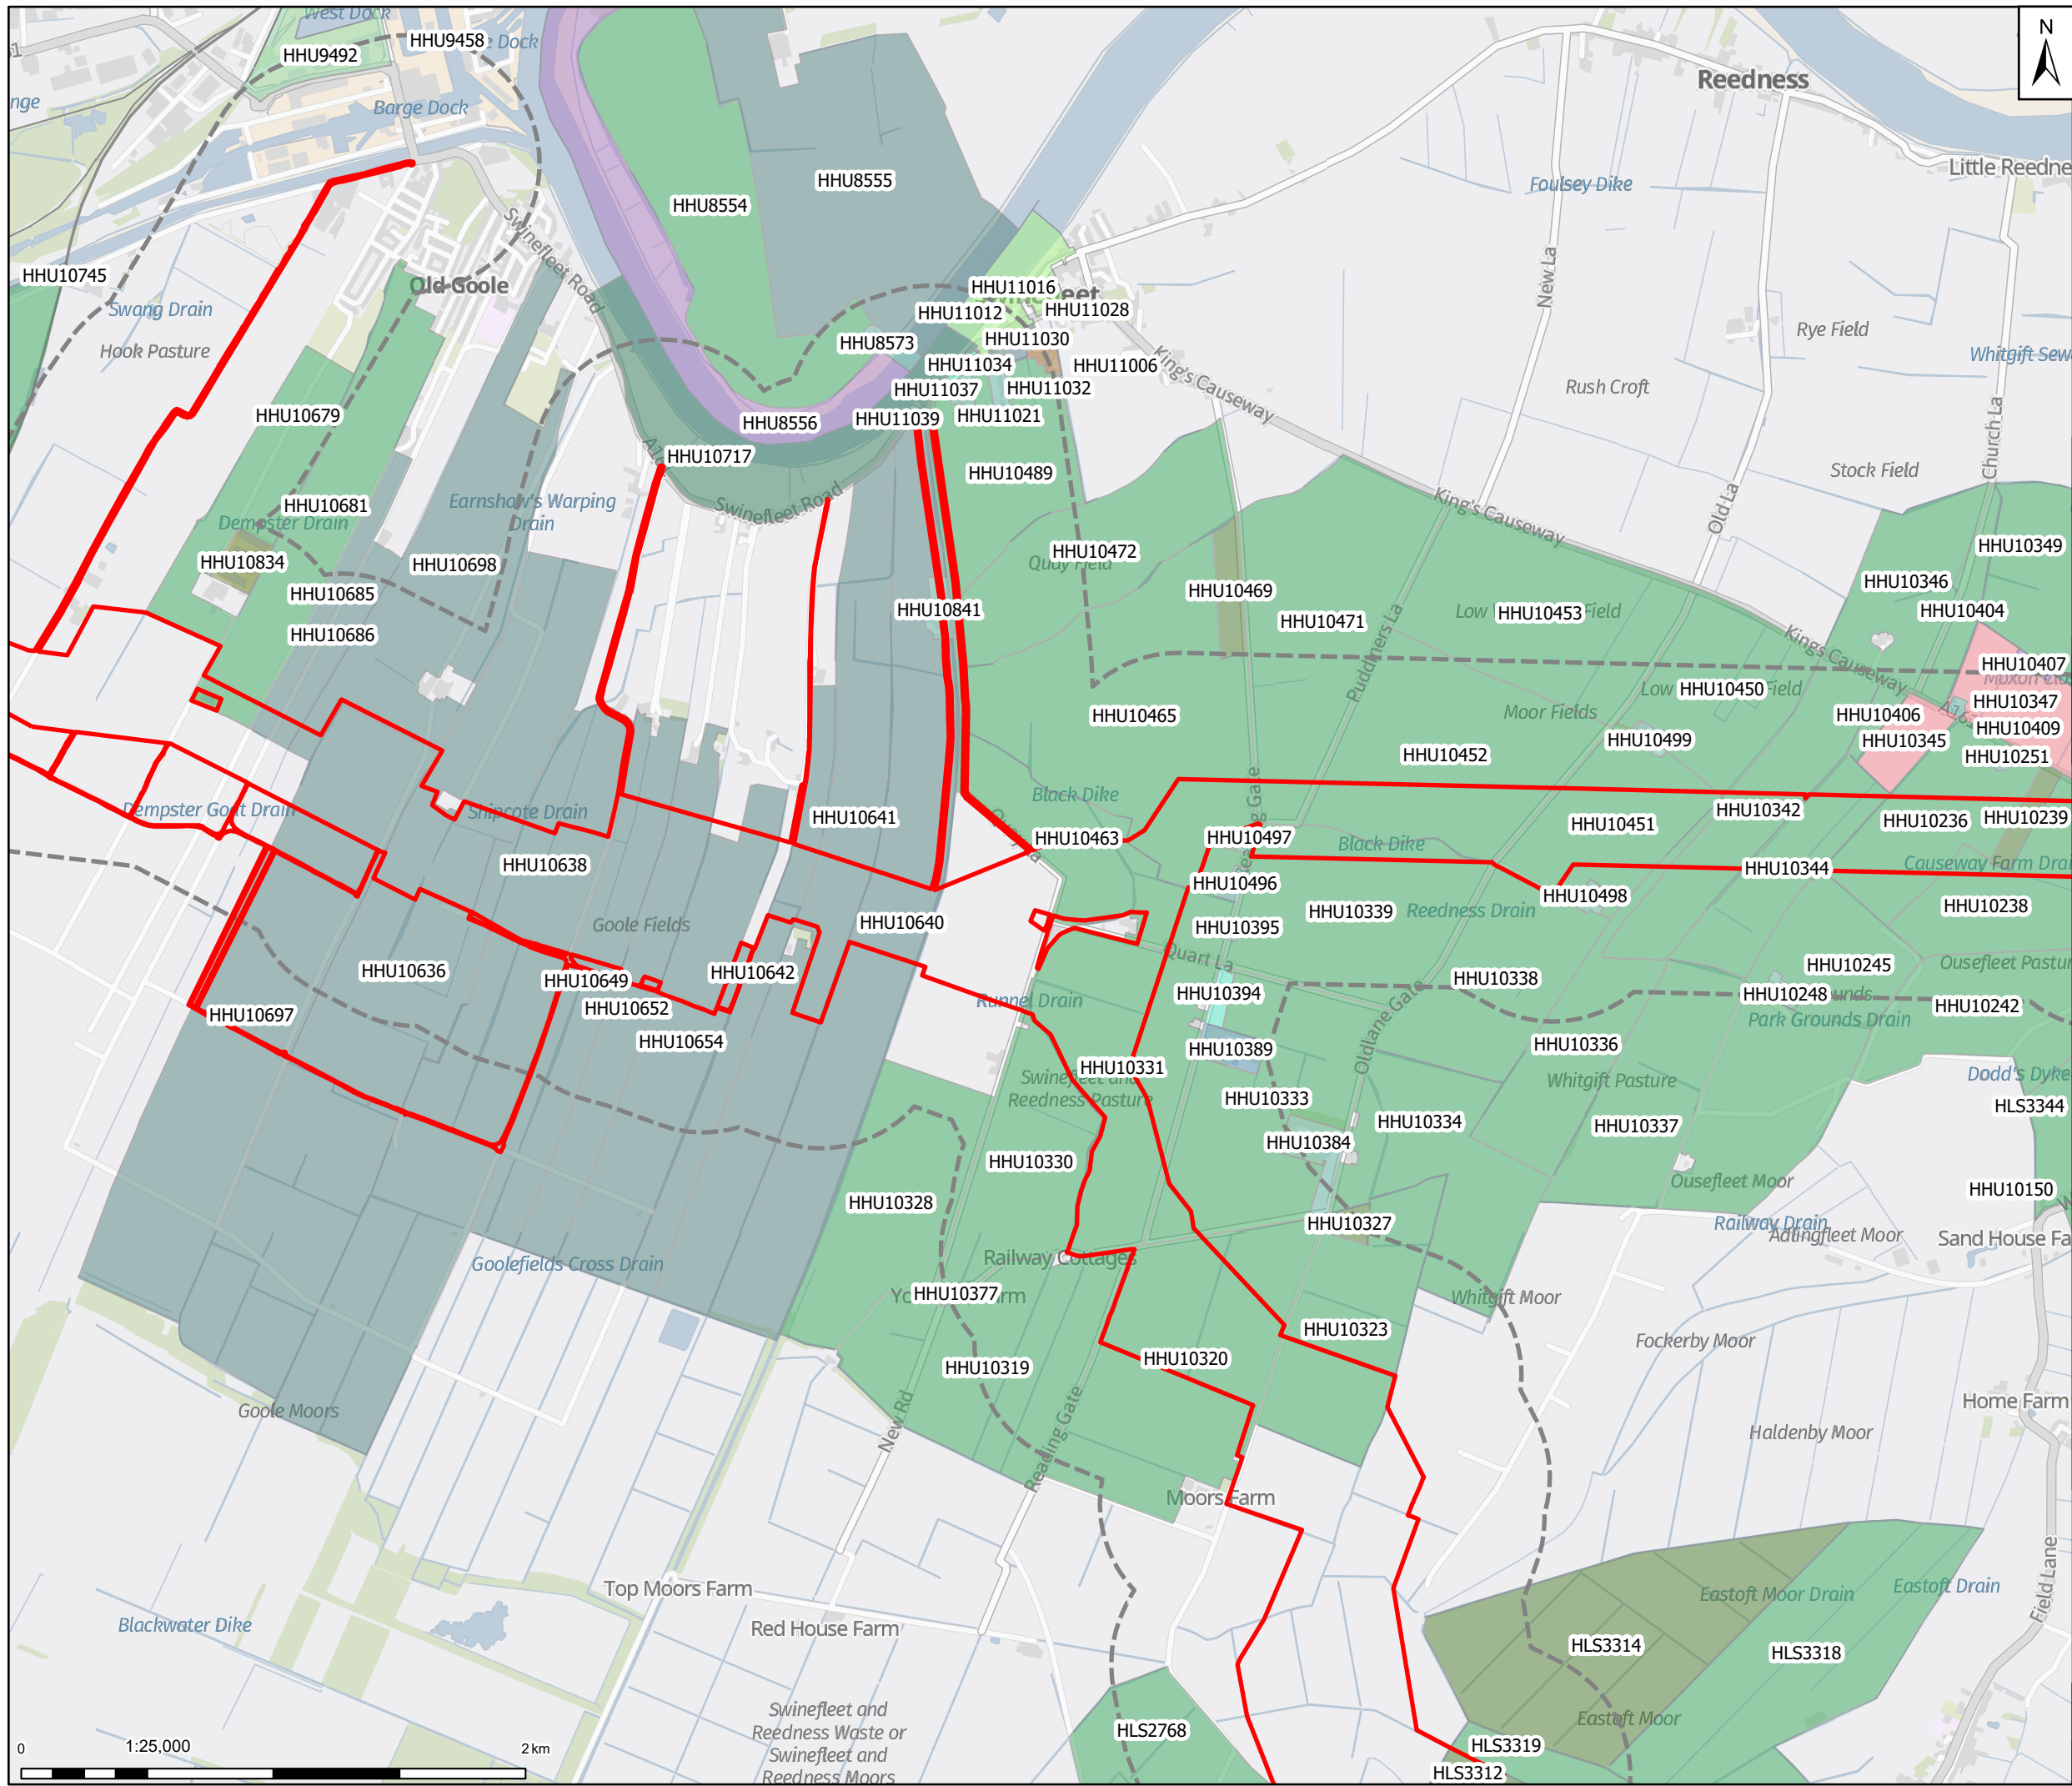 West Dock
HHU9458
HHU9492
Barge Dock
N
Reedness
Little Reedne
nge
HHU8555
HHU8554
Foulsey Dike
Swinefleet Road
New La
HHU10745
Old Goole
Swang Drain
Hook Pasture
HHU11016
HHU11012
HHU11028
HHU8573
HHU11030
HHU11034
HHU11006
HHU11037
HHU11032
HHU11021
King's Causeway
Rye Field
Whitgift Sew
Rush Croft
HHU10679
HHU8556
HHU11039
HHU10717
HHU10489
Church La
Stock Field
HHU10681
Dempster Drain
Earnshaw's Warping
Drain
Swinefleet Road
King's Causeway
Old La
HHU10834
HHU10698
HHU10472
Quay Field
HHU10349
HHU10346
HHU10685
HHU10841
HHU10469
HHU10404
HHU10686
HHU10471
Low
HHU10453
Field
Puddiners La
Kings Causeway
HHU10407
Low
HHU10450
Field
HHU10347
HHU10465
Moor Fields
HHU10406
HHU10409
HHU10499
HHU10345
HHU10452
HHU10251
Black Dike
Dempster Goat Drain
Shipcote Drain
HHU10641
HHU10342
HHU10236
HHU10239
HHU10451
HHU10463
HHU10497
Black Dike
HHU10638
HHU10344
Causeway Farm Drai
HHU10496
HHU10498
HHU10640
HHU10395
HHU10339
Reedness Drain
HHU10238
Goole Fields
Quart La
HHU10636
HHU10649
HHU10642
HHU10394
HHU10338
HHU10245
Ousefleet Pastur
HHU10248
HHU10242
HHU10697
HHU10652
Runnel Drain
Park Grounds Drain
HHU10654
HHU10389
Oldlane Gate
HHU10336
HHU10331
Swinefleet and
Reedness Pasture
Whitgift Pasture
Dodd's Dyke
HHU10333
HLS3344
HHU10334
HHU10337
HHU10384
HHU10330
Ousefleet Moor
HHU10150
HHU10328
HHU10327
Railway Drain
Adlingfleet Moor
Sand House Fa
Goolefields Cross Drain
Railway Cottages
HHU10377
Whitgift Moor
HHU10323
Fockerby Moor
HHU10320
HHU10319
Goole Moors
New Rd
Reading Gate
Home Farm
Haldenby Moor
Moors Farm
Top Moors Farm
Eastoft Moor Drain
Eastoft Drain
Blackwater Dike
Red House Farm
Field Lane
HLS3314
HLS3318
Swinefleet and
Reedness Waste or
Swinefleet and
Reedness Moors
HLS2768
Eastoft Moor
HLS3319
HLS3312
0
1:25,000
2 km